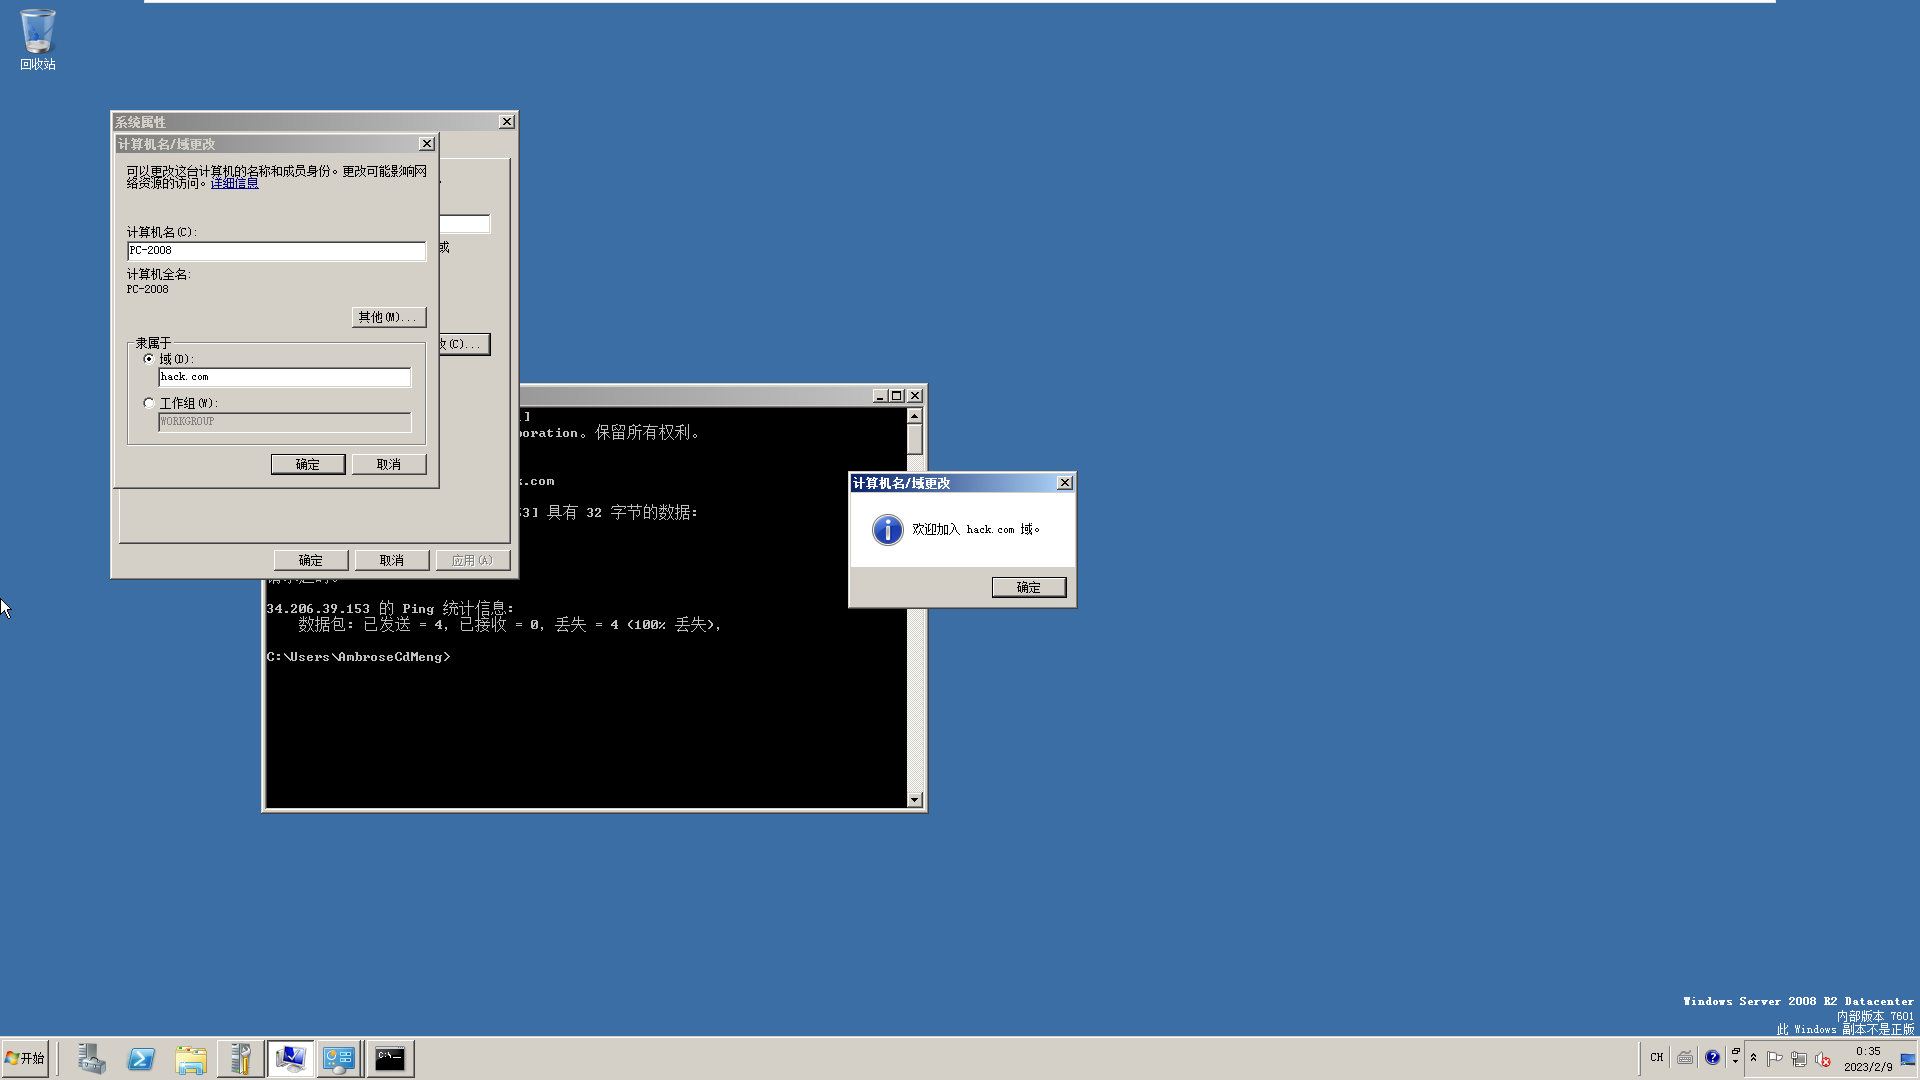 回收站
系统属性
计算机名/域更改
可以更改这台计算机的名称和成员身份。更改可能影响网
络资源的访问。详细信息
计算机名(C):
PC-2008
或
计算机全名:
PC-2008
其他(M)...
(C)...
隶属于
域(D):
hack.com
工作组(W):
WORKGROUP
确定 取消
确定 取消 应用(A)
]
poration。保留所有权利。
.com
53] 具有 32 字节的数据:
34.206.39.153 的 Ping 统计信息:
数据包: 已发送 = 4, 已接收 = 0, 丢失 = 4 (100% 丢失),
C:\Users\AmbroseCdMeng>
计算机名/域更改
欢迎加入 hack.com 域。
确定
Windows Server 2008 R2 Datacenter
内部版本 7601
此 Windows 副本不是正版
开始
C:\_
CH
0:35
2023/2/9